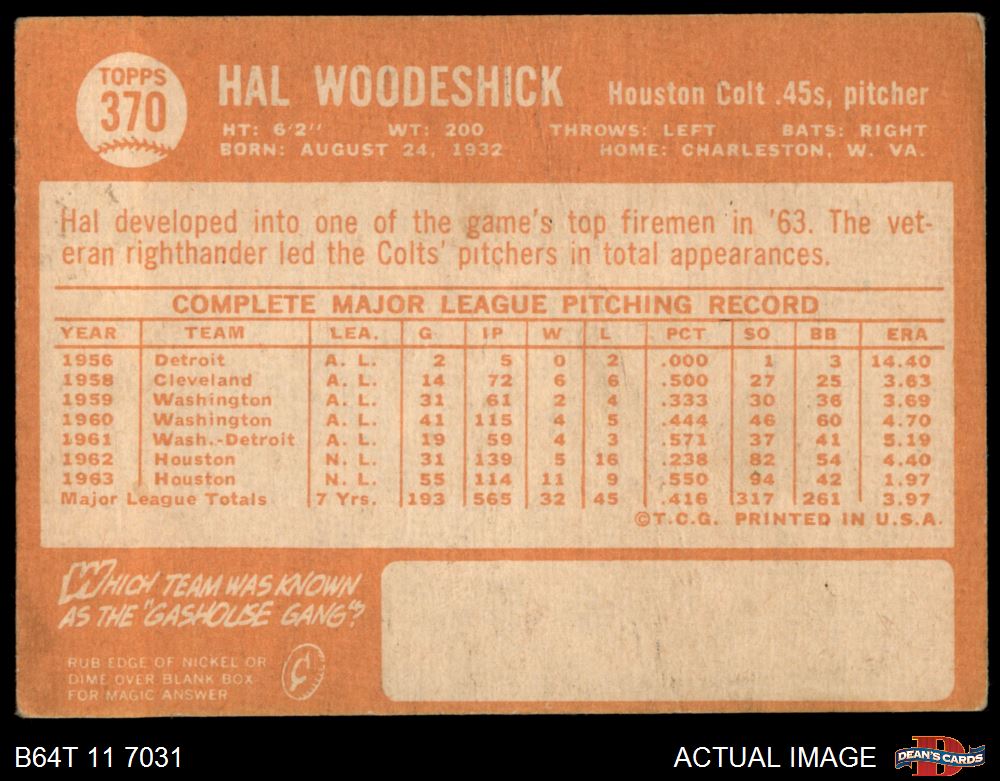 TOPPS
370
HAL WOODESHICK
Houston Colt .45s, pitcher
HT: 6'2" WT: 200 THROWS: LEFT BATS: RIGHT
BORN: AUGUST 24, 1932 HOME: CHARLESTON, W. VA.
Hal developed into one of the game's top firemen in '63. The vet-
eran righthander led the Colts' pitchers in total appearances.
COMPLETE MAJOR LEAGUE PITCHING RECORD
YEAR TEAM LEA. G IP W L PCT SO BB ERA
1956 Detroit A. L. 2 5 0 2 .000 1 3 14.40
1958 Cleveland A. L. 14 72 6 6 .500 27 25 3.63
1959 Washington A. L. 31 61 2 4 .333 30 36 3.69
1960 Washington A. L. 41 115 4 5 .444 46 60 4.70
1961 Wash.-Detroit A. L. 19 59 4 3 .571 37 41 5.19
1962 Houston N. L. 31 139 5 16 .238 82 54 4.40
1963 Houston N. L. 55 114 11 9 .550 94 42 1.97
Major League Totals 7 Yrs. 193 565 32 45 .416 317 261 3.97
©T.C.G. PRINTED IN U.S.A.
WHICH TEAM WAS KNOWN
AS THE "GASHOUSE GANG"?
RUB EDGE OF NICKEL OR
DIME OVER BLANK BOX
FOR MAGIC ANSWER
B64T 11 7031
ACTUAL IMAGE
D
DEAN'S CARDS